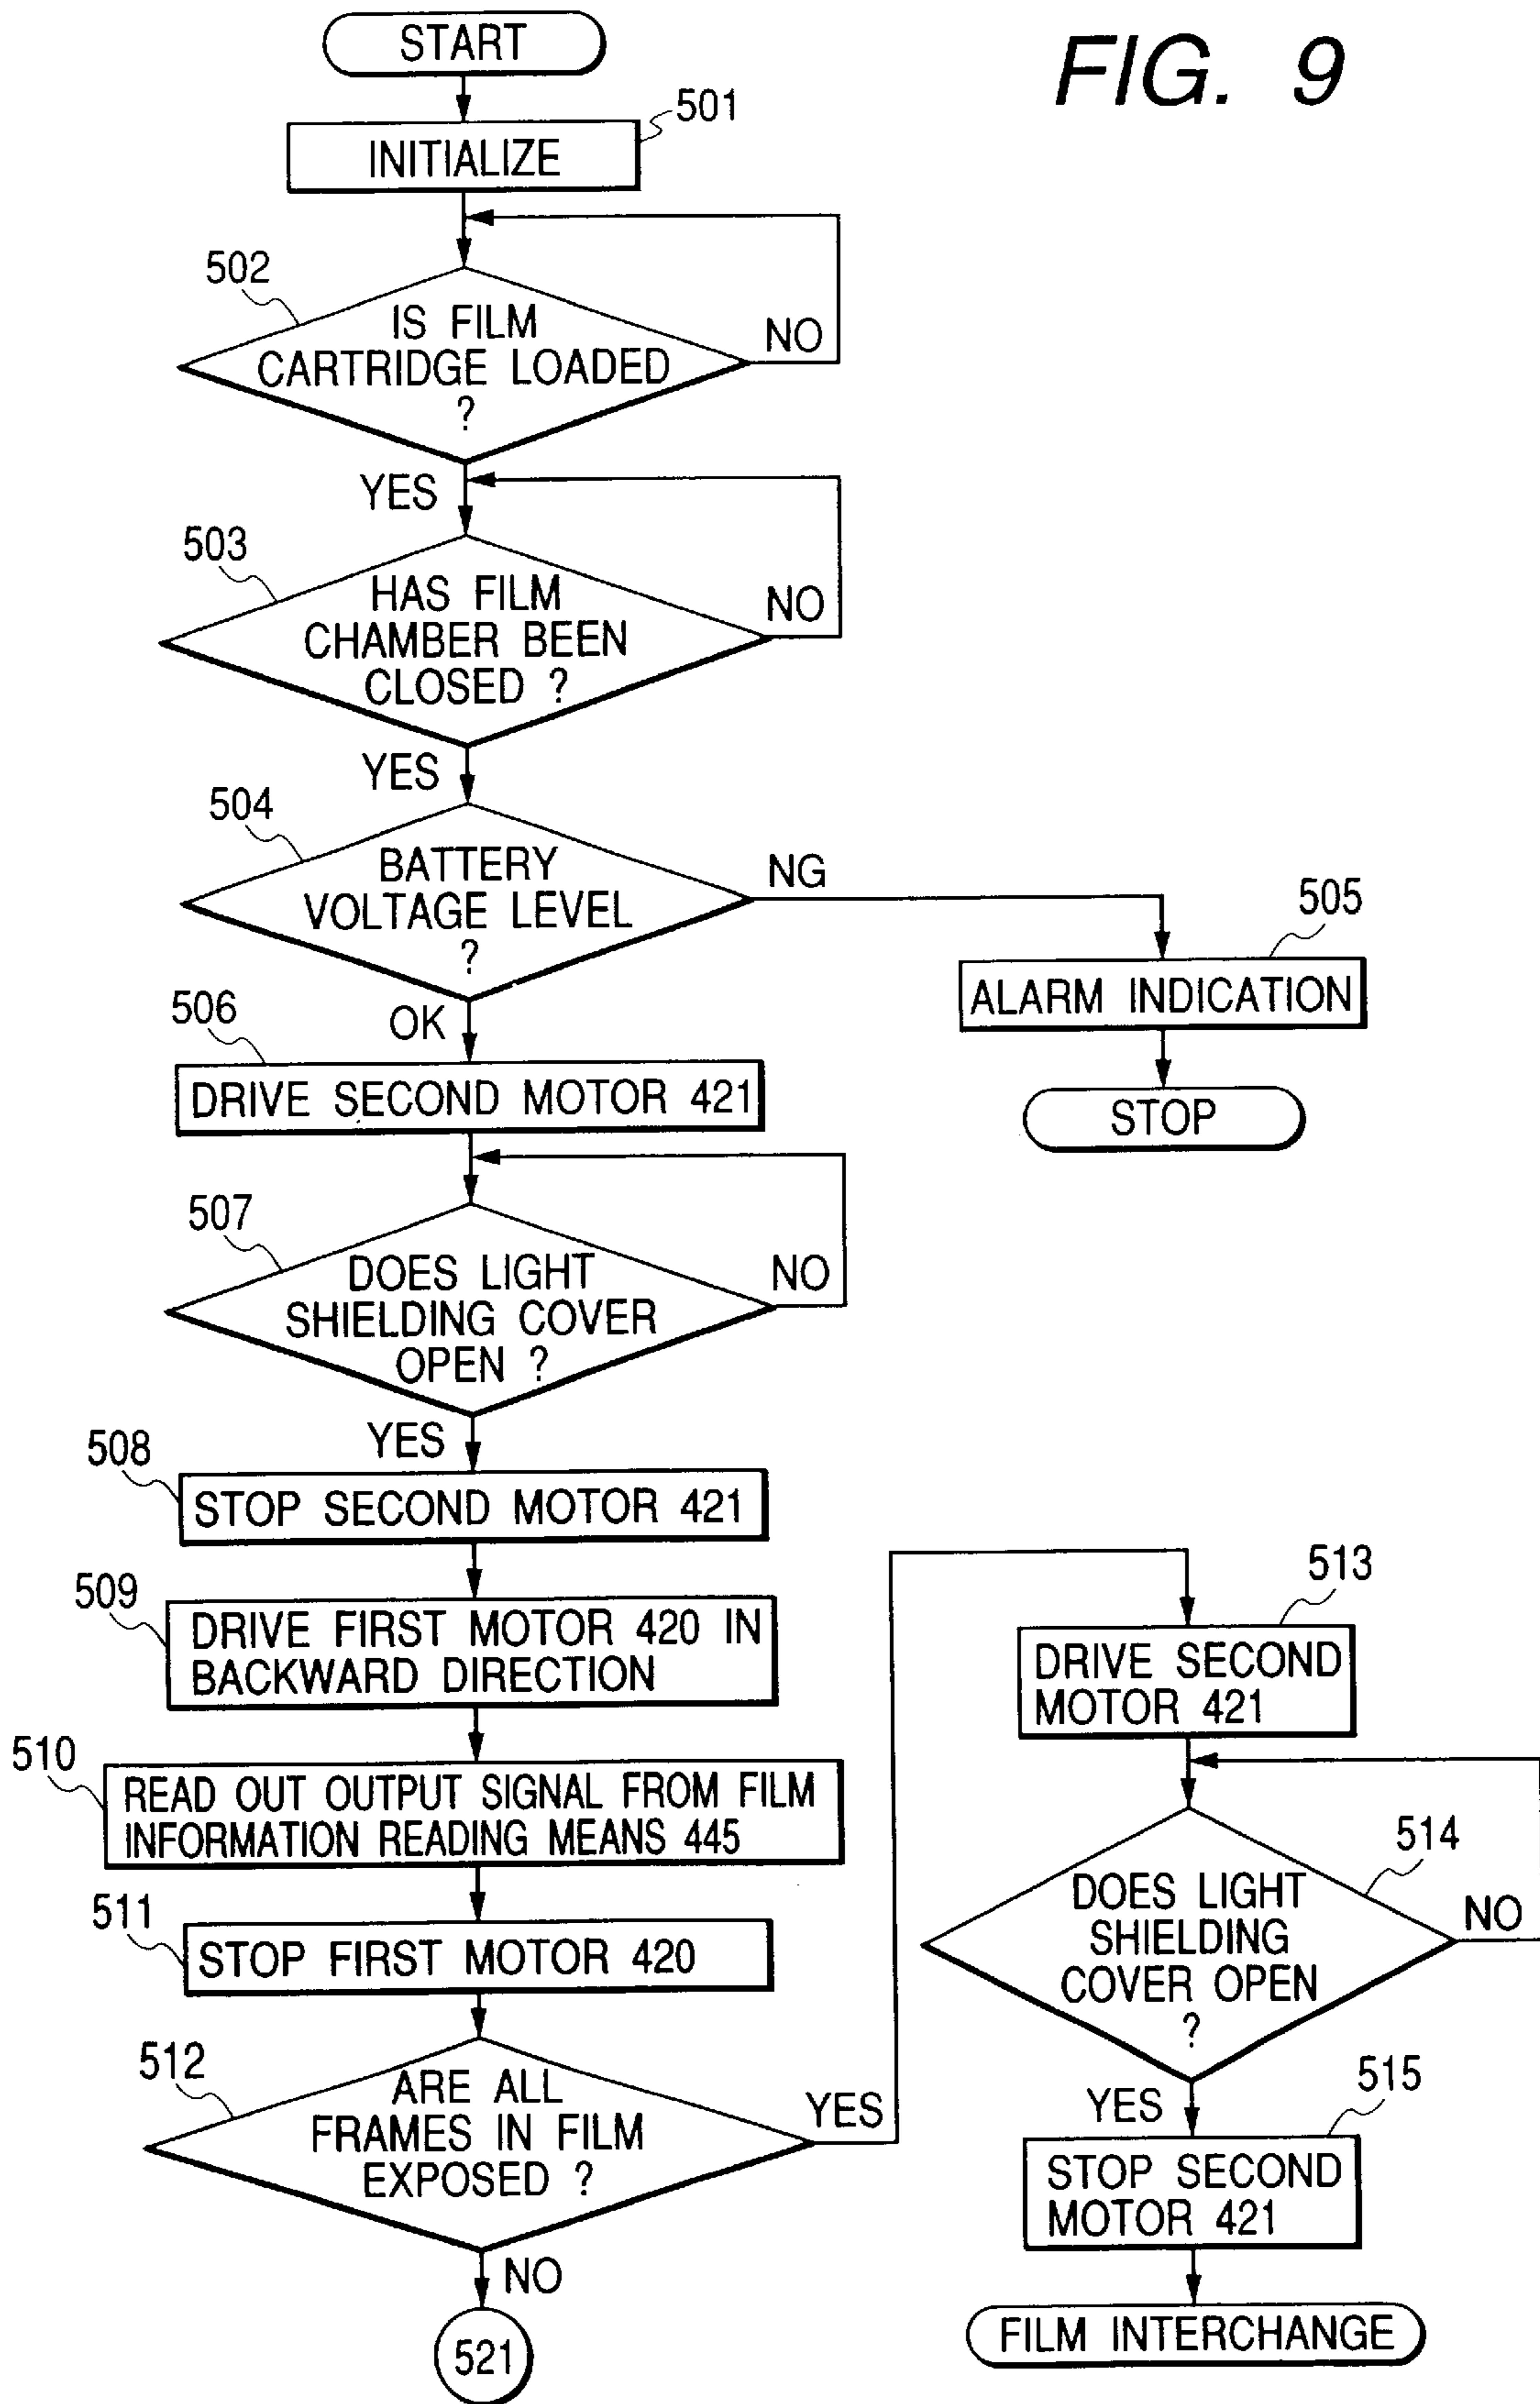 FIG. 9
START
501
INITIALIZE
502
IS FILM
CARTRIDGE LOADED
?
NO
YES
503
HAS FILM
CHAMBER BEEN
CLOSED ?
NO
YES
504
BATTERY
VOLTAGE LEVEL
?
NG
505
ALARM INDICATION
STOP
OK
506
DRIVE SECOND MOTOR 421
507
DOES LIGHT
SHIELDING COVER
OPEN ?
NO
YES
508
STOP SECOND MOTOR 421
509
DRIVE FIRST MOTOR 420 IN
BACKWARD DIRECTION
510
READ OUT OUTPUT SIGNAL FROM FILM
INFORMATION READING MEANS 445
511
STOP FIRST MOTOR 420
512
ARE ALL
FRAMES IN FILM
EXPOSED ?
YES
NO
521
513
DRIVE SECOND
MOTOR 421
514
DOES LIGHT
SHIELDING
COVER OPEN
?
NO
YES
515
STOP SECOND
MOTOR 421
FILM INTERCHANGE